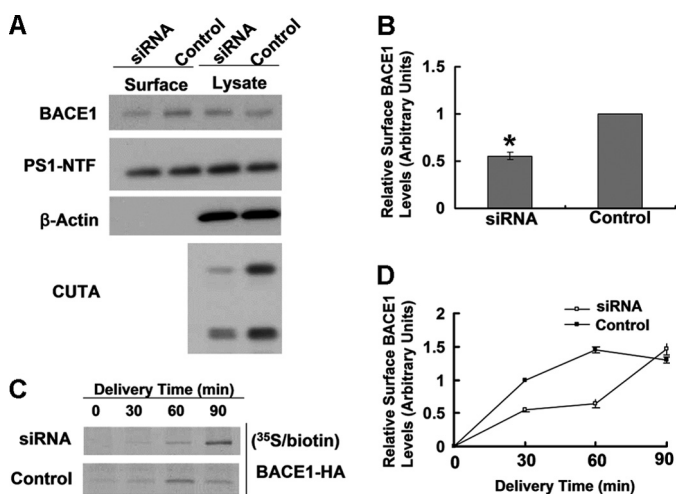 A
siRNA
Control
siRNA
Control
Surface
Lysate
BACE1
PS1-NTF
β-Actin
CUTA
B
Relative Surface BACE1
Levels (Arbitrary Units)
1.5
1
0.5
0
*
siRNA
Control
C
Delivery Time (min)
0 30 60 90
siRNA
Control
(³⁵S/biotin)
BACE1-HA
D
Relative Surface BACE1
Levels (Arbitrary Units)
siRNA
Control
2
1.5
1
0.5
0
0 30 60 90
Delivery Time (min)